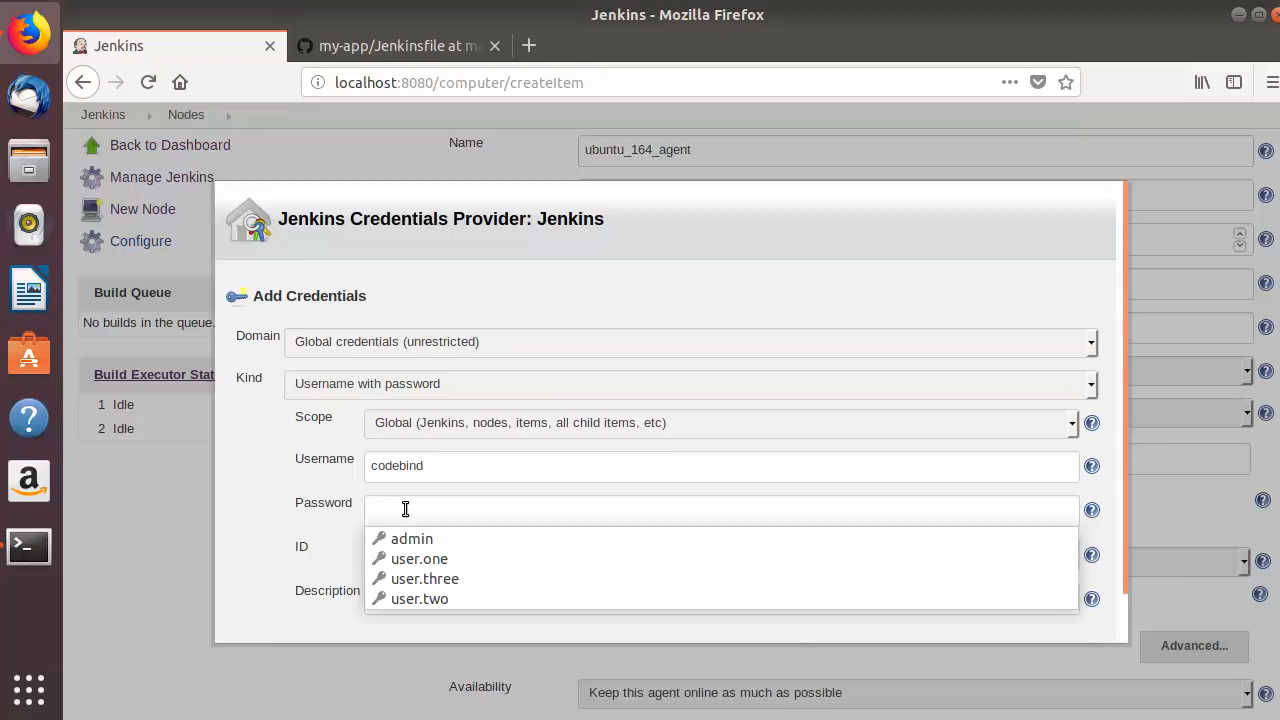 Jenkins - Mozilla Firefox
Jenkins
my-app/Jenkinsfile at m
localhost:8080/computer/createItem
Jenkins
Nodes
Back to Dashboard
Manage Jenkins
New Node
Configure
Build Queue
No builds in the queue.
Build Executor Stat
1 Idle
2 Idle
Name
ubuntu_164_agent
Jenkins Credentials Provider: Jenkins
Add Credentials
Domain
Global credentials (unrestricted)
Kind
Username with password
Scope
Global (Jenkins, nodes, items, all child items, etc)
Username
codebind
Password
admin
user.one
user.three
user.two
ID
Description
Advanced...
Availability
Keep this agent online as much as possible